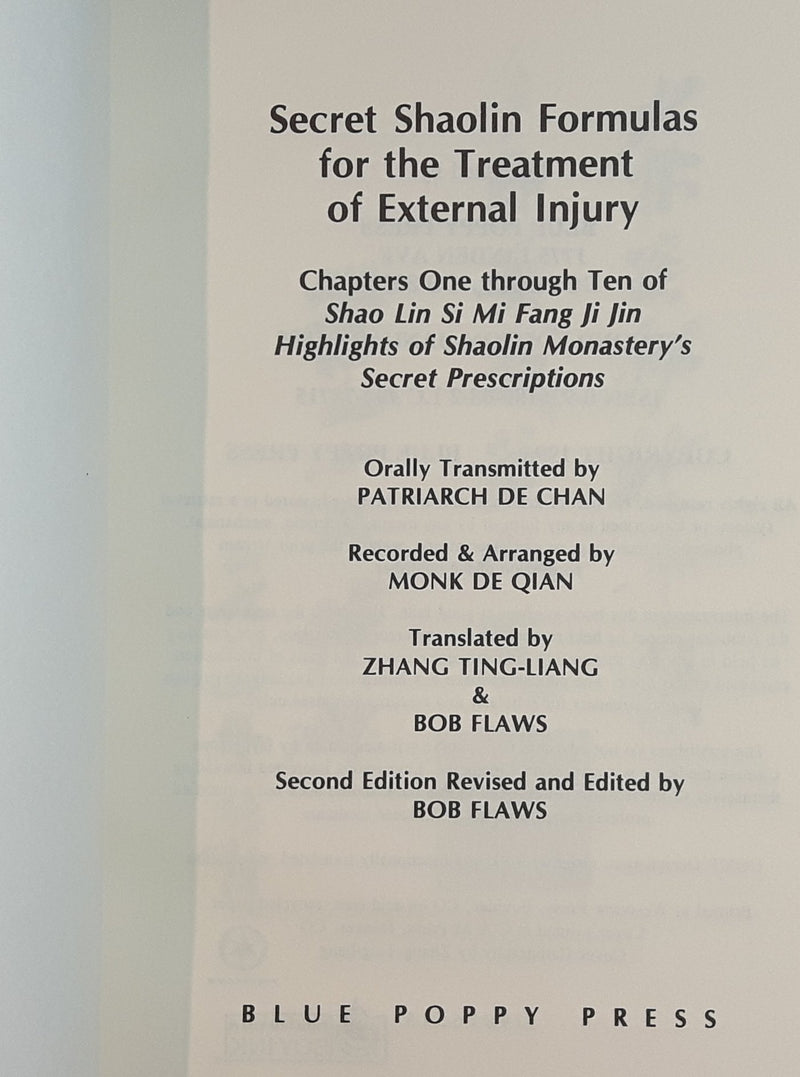 Secret Shaolin Formulas
for the Treatment
of External Injury
Chapters One through Ten of
Shao Lin Si Mi Fang Ji Jin
Highlights of Shaolin Monastery's
Secret Prescriptions
Orally Transmitted by
PATRIARCH DE CHAN
Recorded & Arranged by
MONK DE QIAN
Translated by
ZHANG TING-LIANG
&
BOB FLAWS
Second Edition Revised and Edited by
BOB FLAWS
BLUE POPPY PRESS